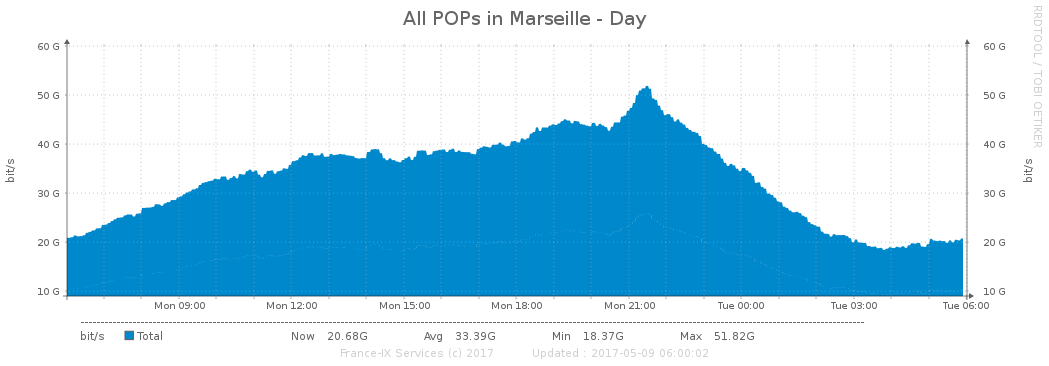 All POPs in Marseille - Day
RRDTOOL / TOBI OETIKER
60 G 60 G
50 G 50 G
40 G 40 G
30 G 30 G
20 G 20 G
10 G 10 G
bit/s bit/s
Mon 09:00 Mon 12:00 Mon 15:00 Mon 18:00 Mon 21:00 Tue 00:00 Tue 03:00 Tue 06:00
bit/s Total Now 20.68G Avg 33.39G Min 18.37G Max 51.82G
France-IX Services (c) 2017 Updated : 2017-05-09 06:00:02